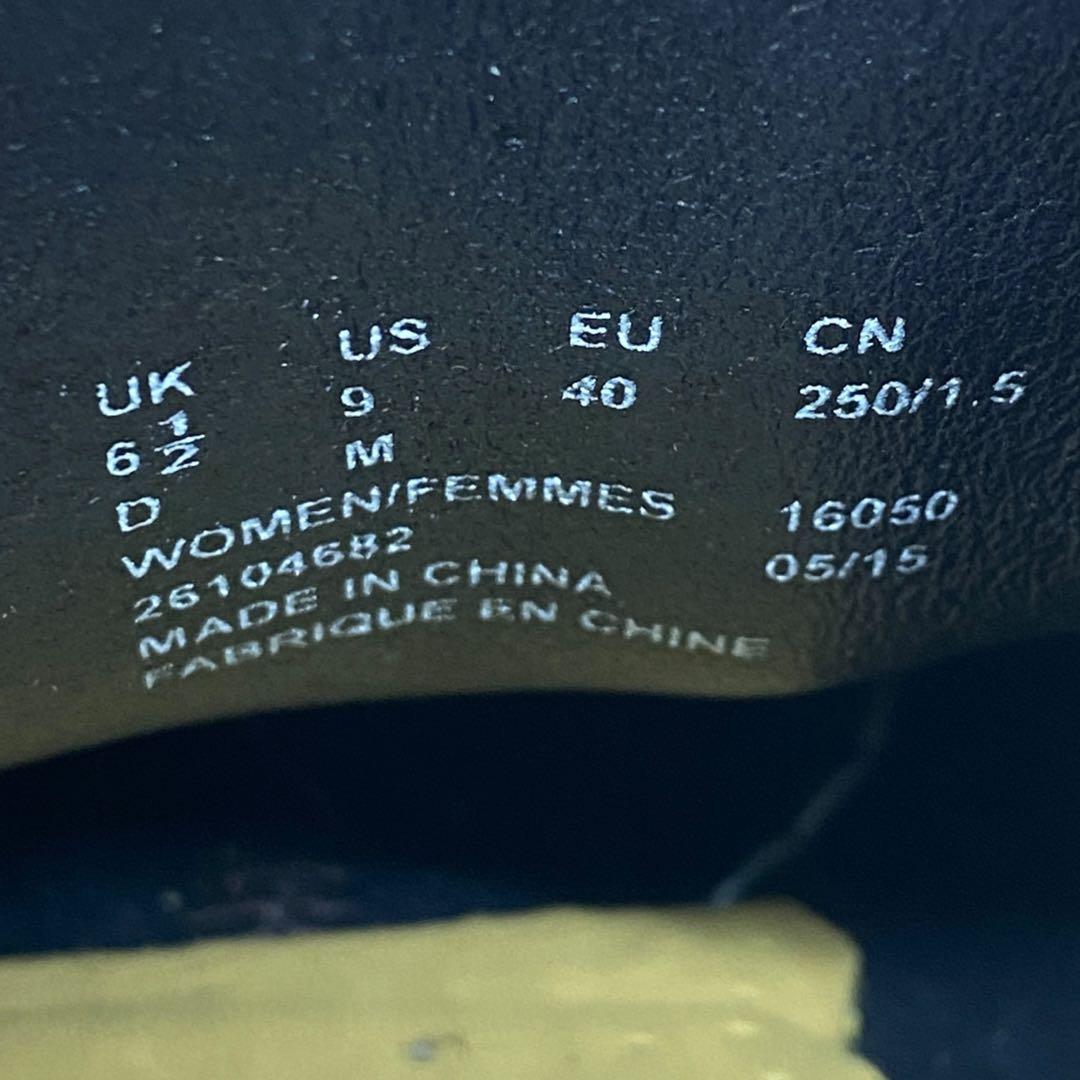 UK US EU CN
6 1/2 9 40 250/1.5
D M
WOMEN/FEMMES 16050
26104682 05/15
MADE IN CHINA
FABRIQUE EN CHINE